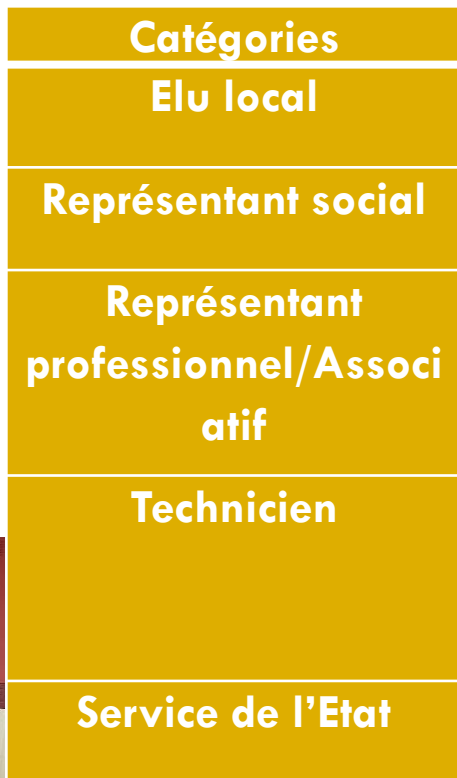 Catégories
Elu local
Représentant social
Représentant
professionnel/Associ
atif
Technicien
Service de l’Etat